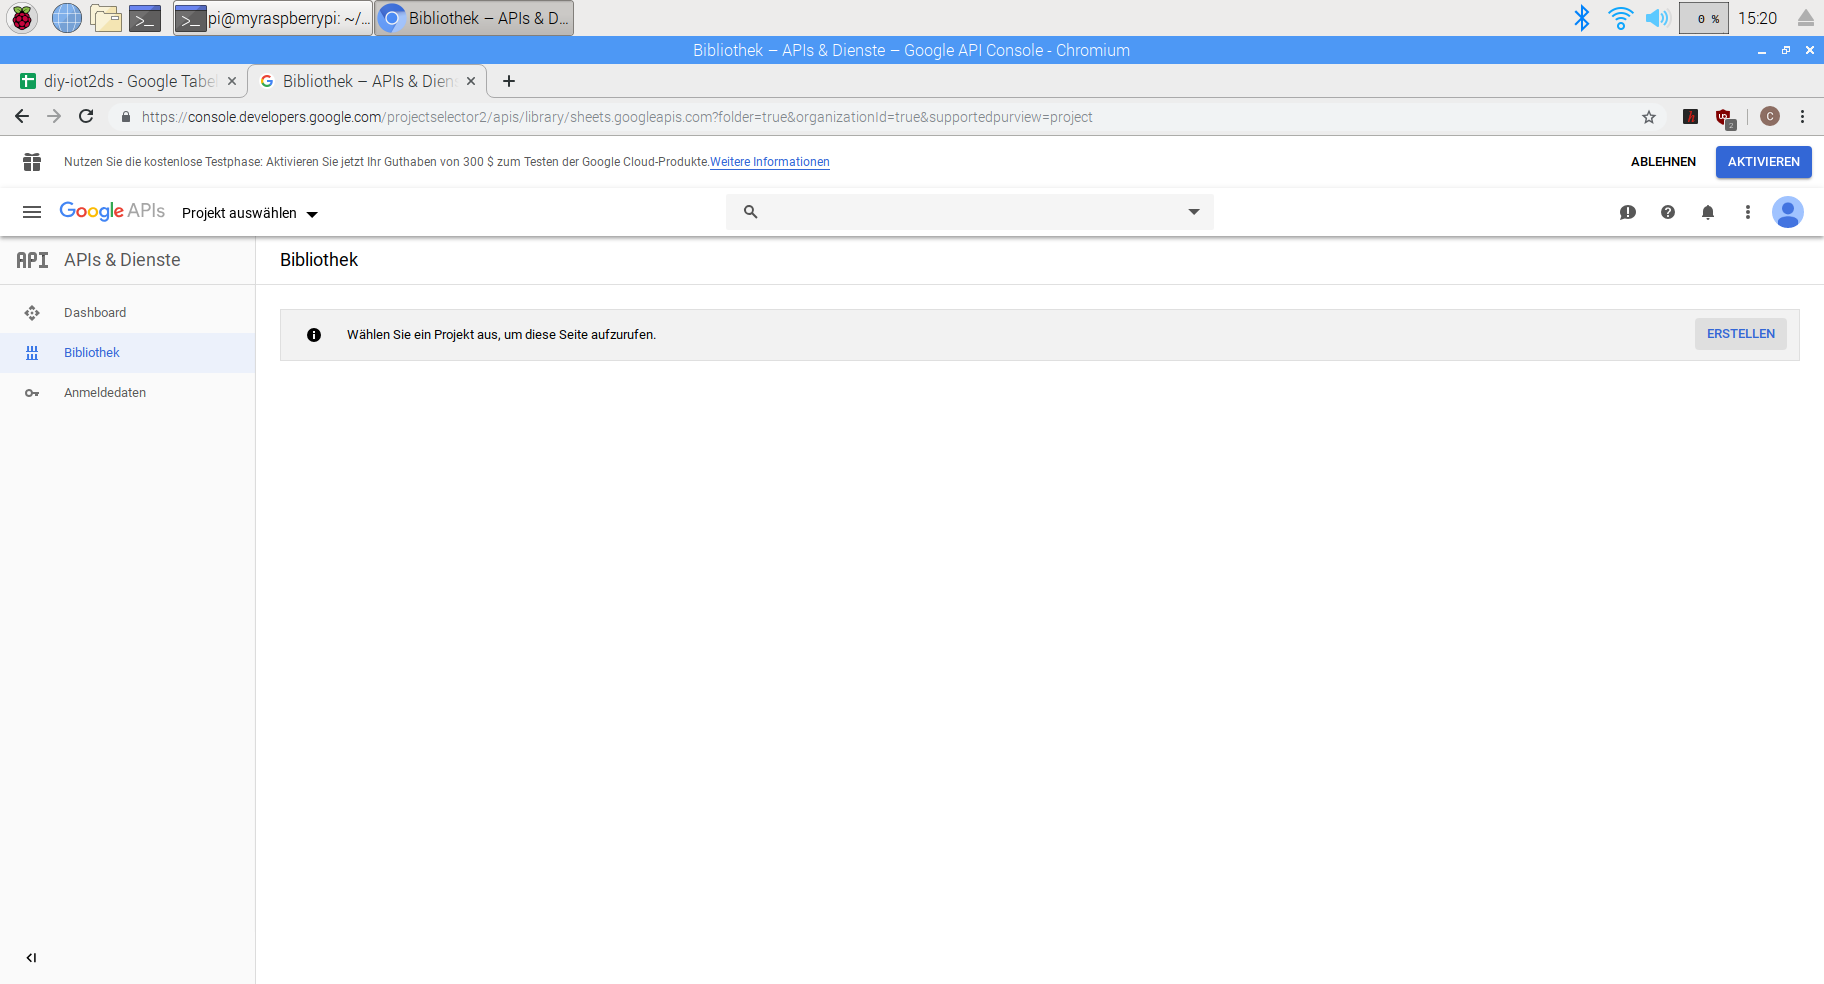 pi@myraspberrypi: ~/... Bibliothek – APIs & D... 0 % 15:20
Bibliothek – APIs & Dienste – Google API Console - Chromium
diy-iot2ds - Google Tabel Bibliothek – APIs & Diens
https://console.developers.google.com/projectselector2/apis/library/sheets.googleapis.com?folder=true&organizationId=true&supportedpurview=project 2 C
Nutzen Sie die kostenlose Testphase: Aktivieren Sie jetzt Ihr Guthaben von 300 $ zum Testen der Google Cloud-Produkte.Weitere Informationen ABLEHNEN AKTIVIEREN
Google APIs Projekt auswählen
API APIs & Dienste Bibliothek
Dashboard
Wählen Sie ein Projekt aus, um diese Seite aufzurufen. ERSTELLEN
Bibliothek
Anmeldedaten